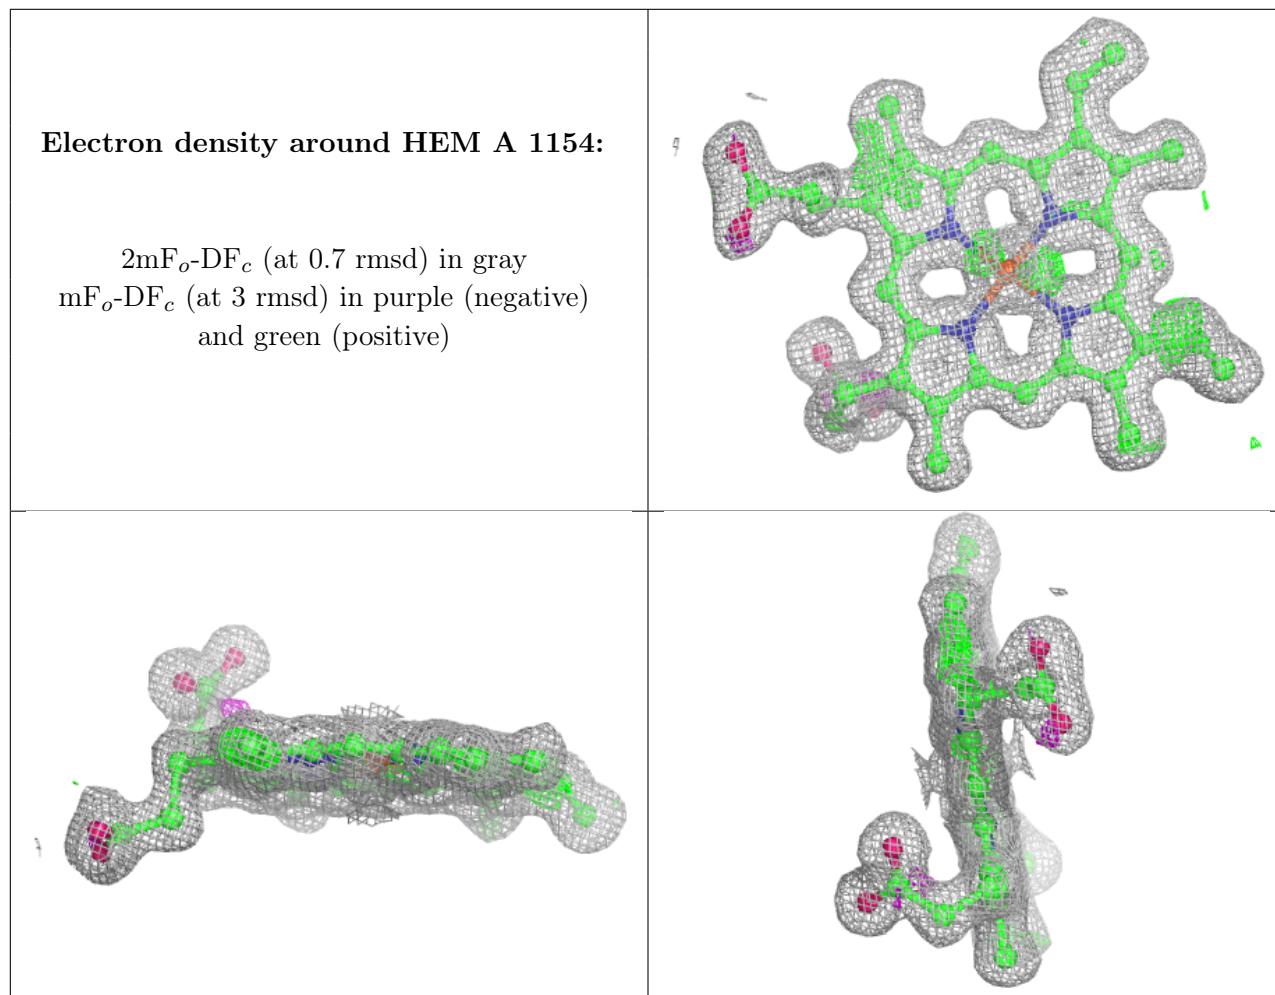 Electron density around HEM A 1154:
2mFₒ-DF𝒸 (at 0.7 rmsd) in gray
mFₒ-DF𝒸 (at 3 rmsd) in purple (negative)
and green (positive)